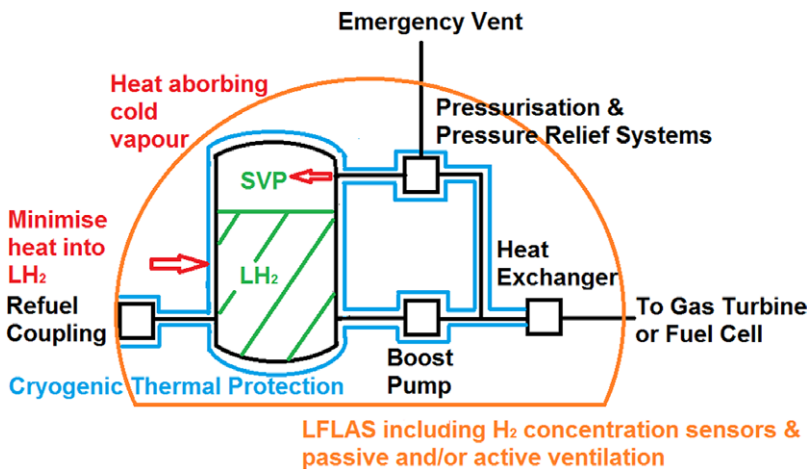 Emergency Vent
Heat aborbing
cold
vapour
Pressurisation &
Pressure Relief Systems
SVP
Minimise
heat into
LH₂
LH₂
Heat
Exchanger
Refuel
Coupling
To Gas Turbine
or Fuel Cell
Boost
Pump
Cryogenic Thermal Protection
LFLAS including H₂ concentration sensors &
passive and/or active ventilation